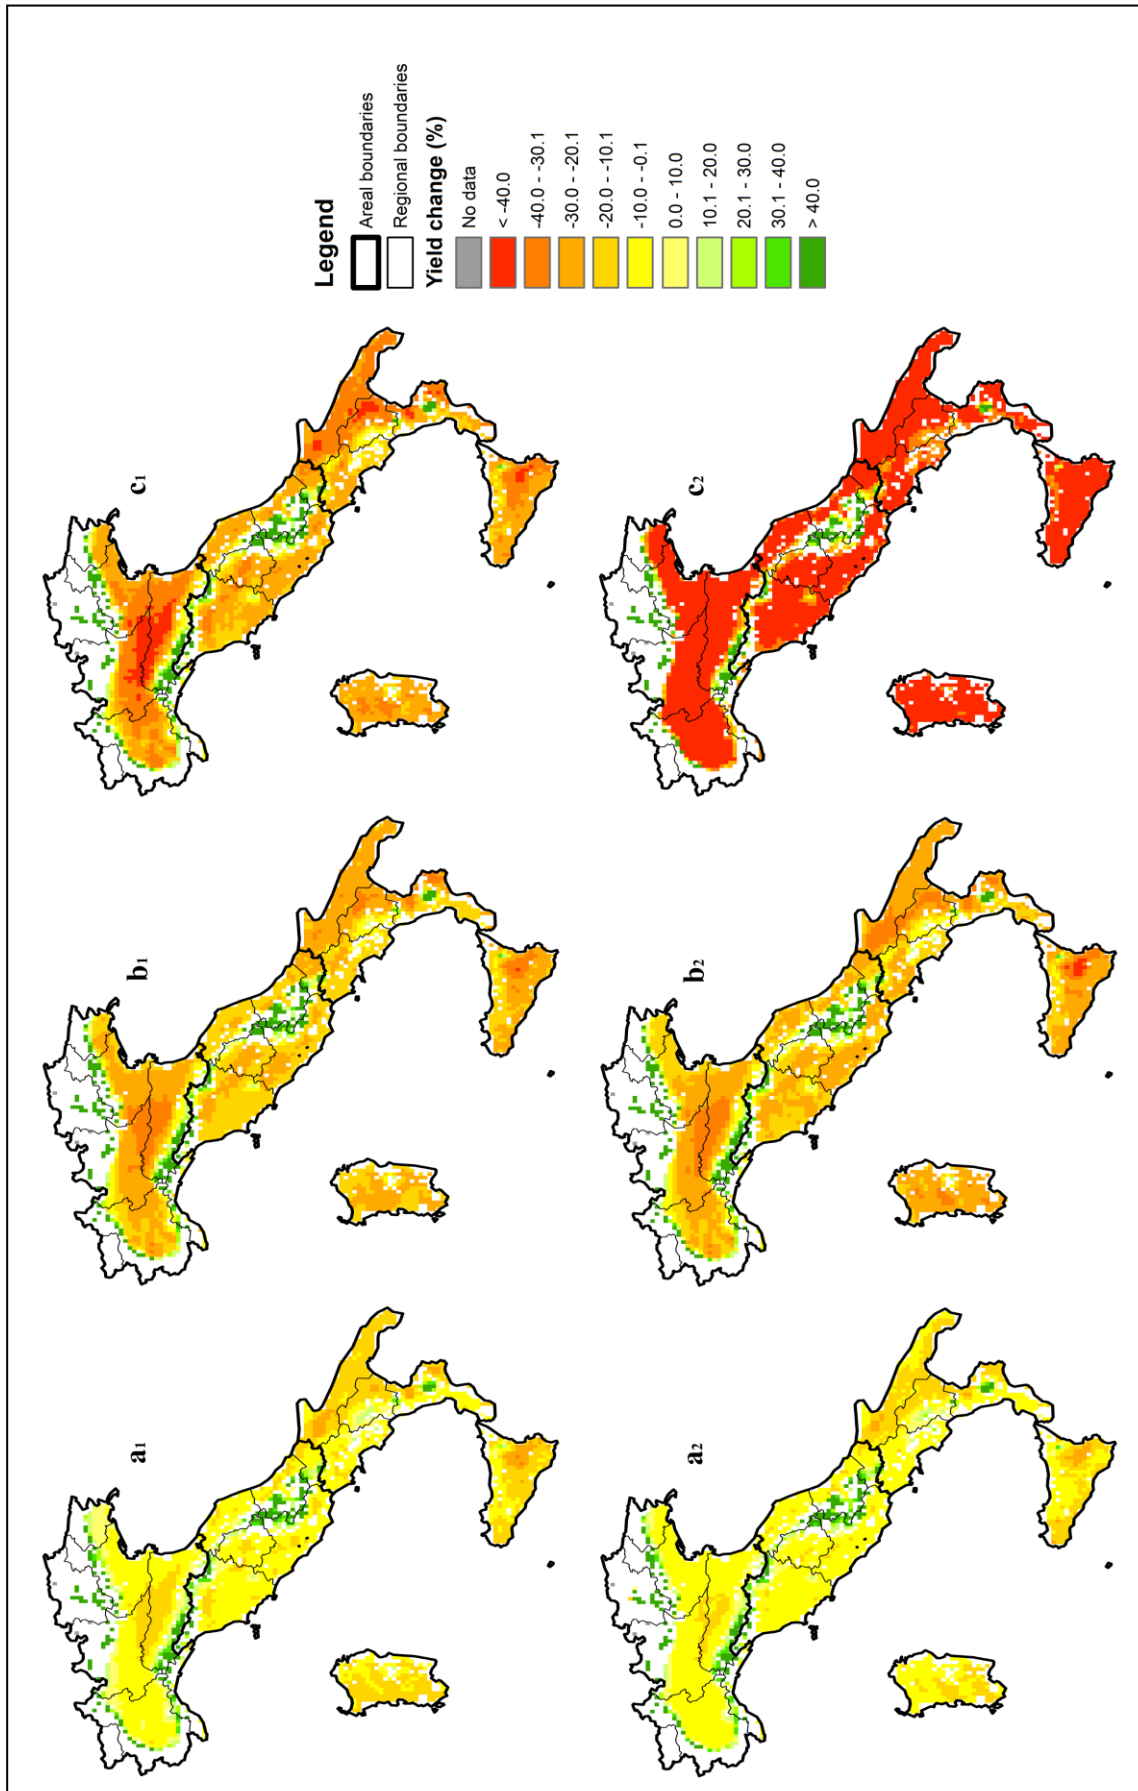 a1
b1
c1
a2
b2
c2
Legend
Areal boundaries
Regional boundaries
Yield change (%)
No data
< -40.0
-40.0 - -30.1
-30.0 - -20.1
-20.0 - -10.1
-10.0 - -0.1
0.0 - 10.0
10.1 - 20.0
20.1 - 30.0
30.1 - 40.0
> 40.0